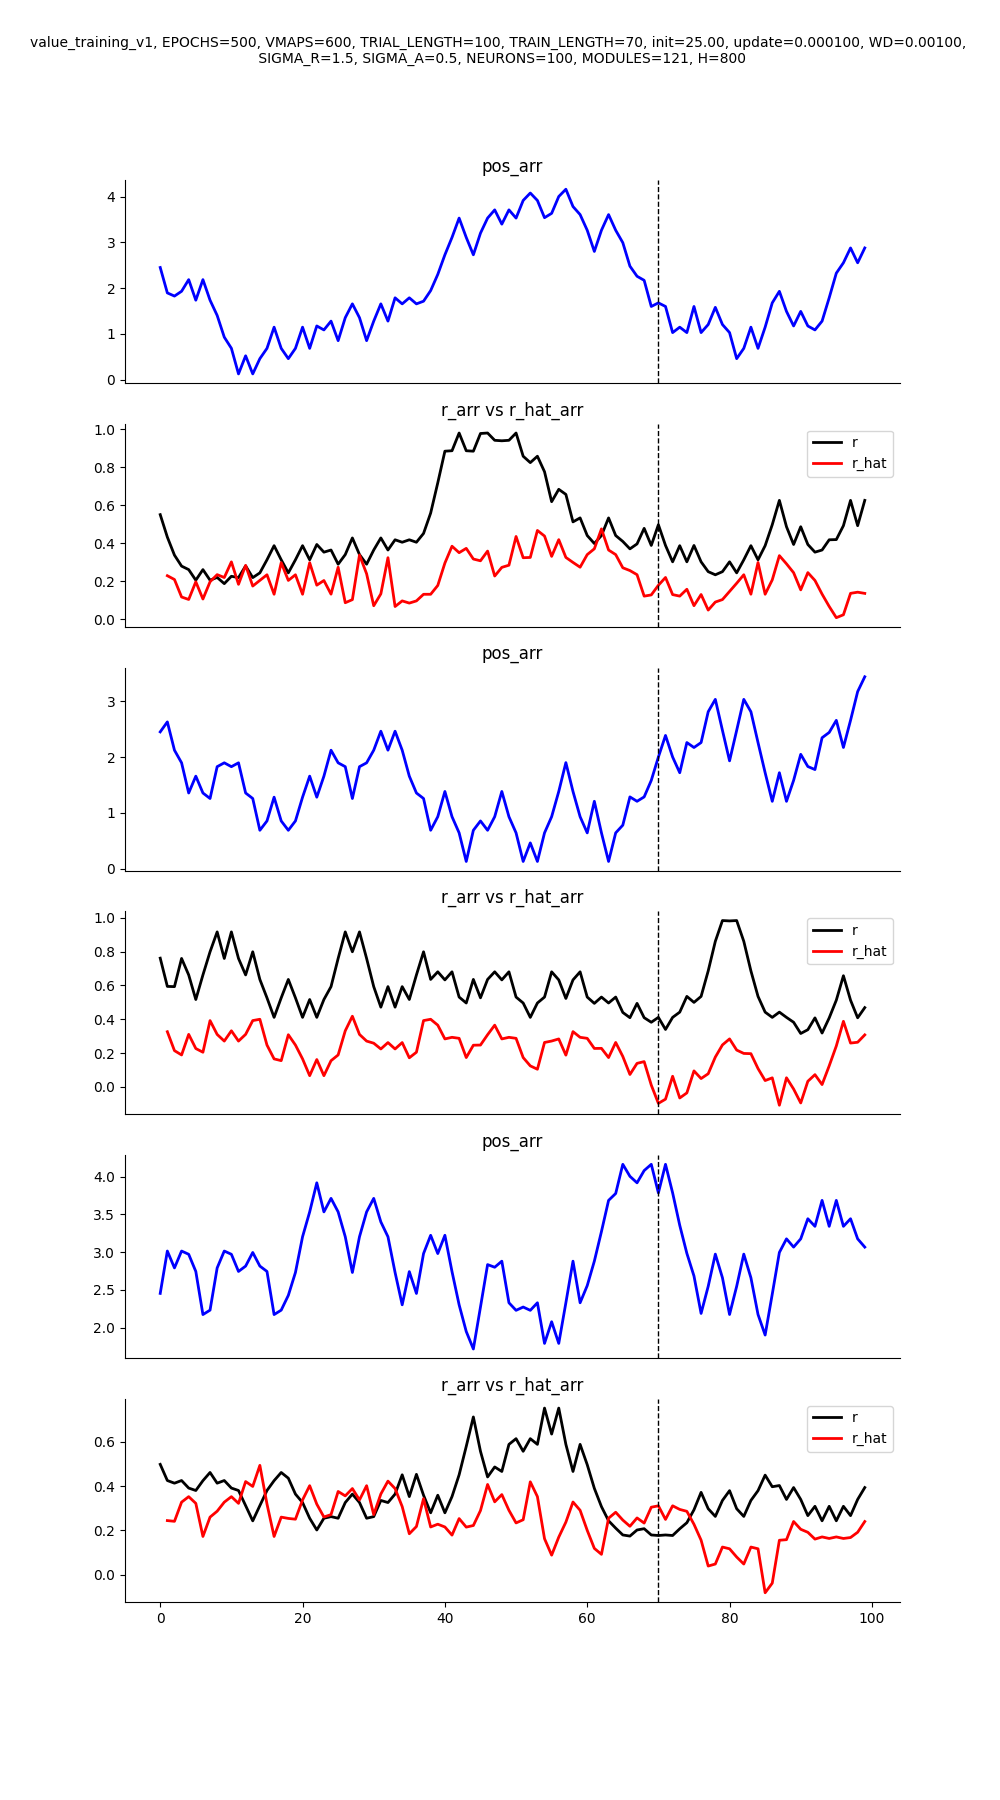 value_training_v1, EPOCHS=500, VMAPS=600, TRIAL_LENGTH=100, TRAIN_LENGTH=70, init=25.00, update=0.000100, WD=0.00100,
SIGMA_R=1.5, SIGMA_A=0.5, NEURONS=100, MODULES=121, H=800
pos_arr
4
3
2
1
0
r_arr vs r_hat_arr
1.0
0.8
0.6
0.4
0.2
0.0
r
r_hat
pos_arr
3
2
1
0
r_arr vs r_hat_arr
1.0
0.8
0.6
0.4
0.2
0.0
r
r_hat
pos_arr
4.0
3.5
3.0
2.5
2.0
r_arr vs r_hat_arr
0.6
0.4
0.2
0.0
r
r_hat
0 20 40 60 80 100